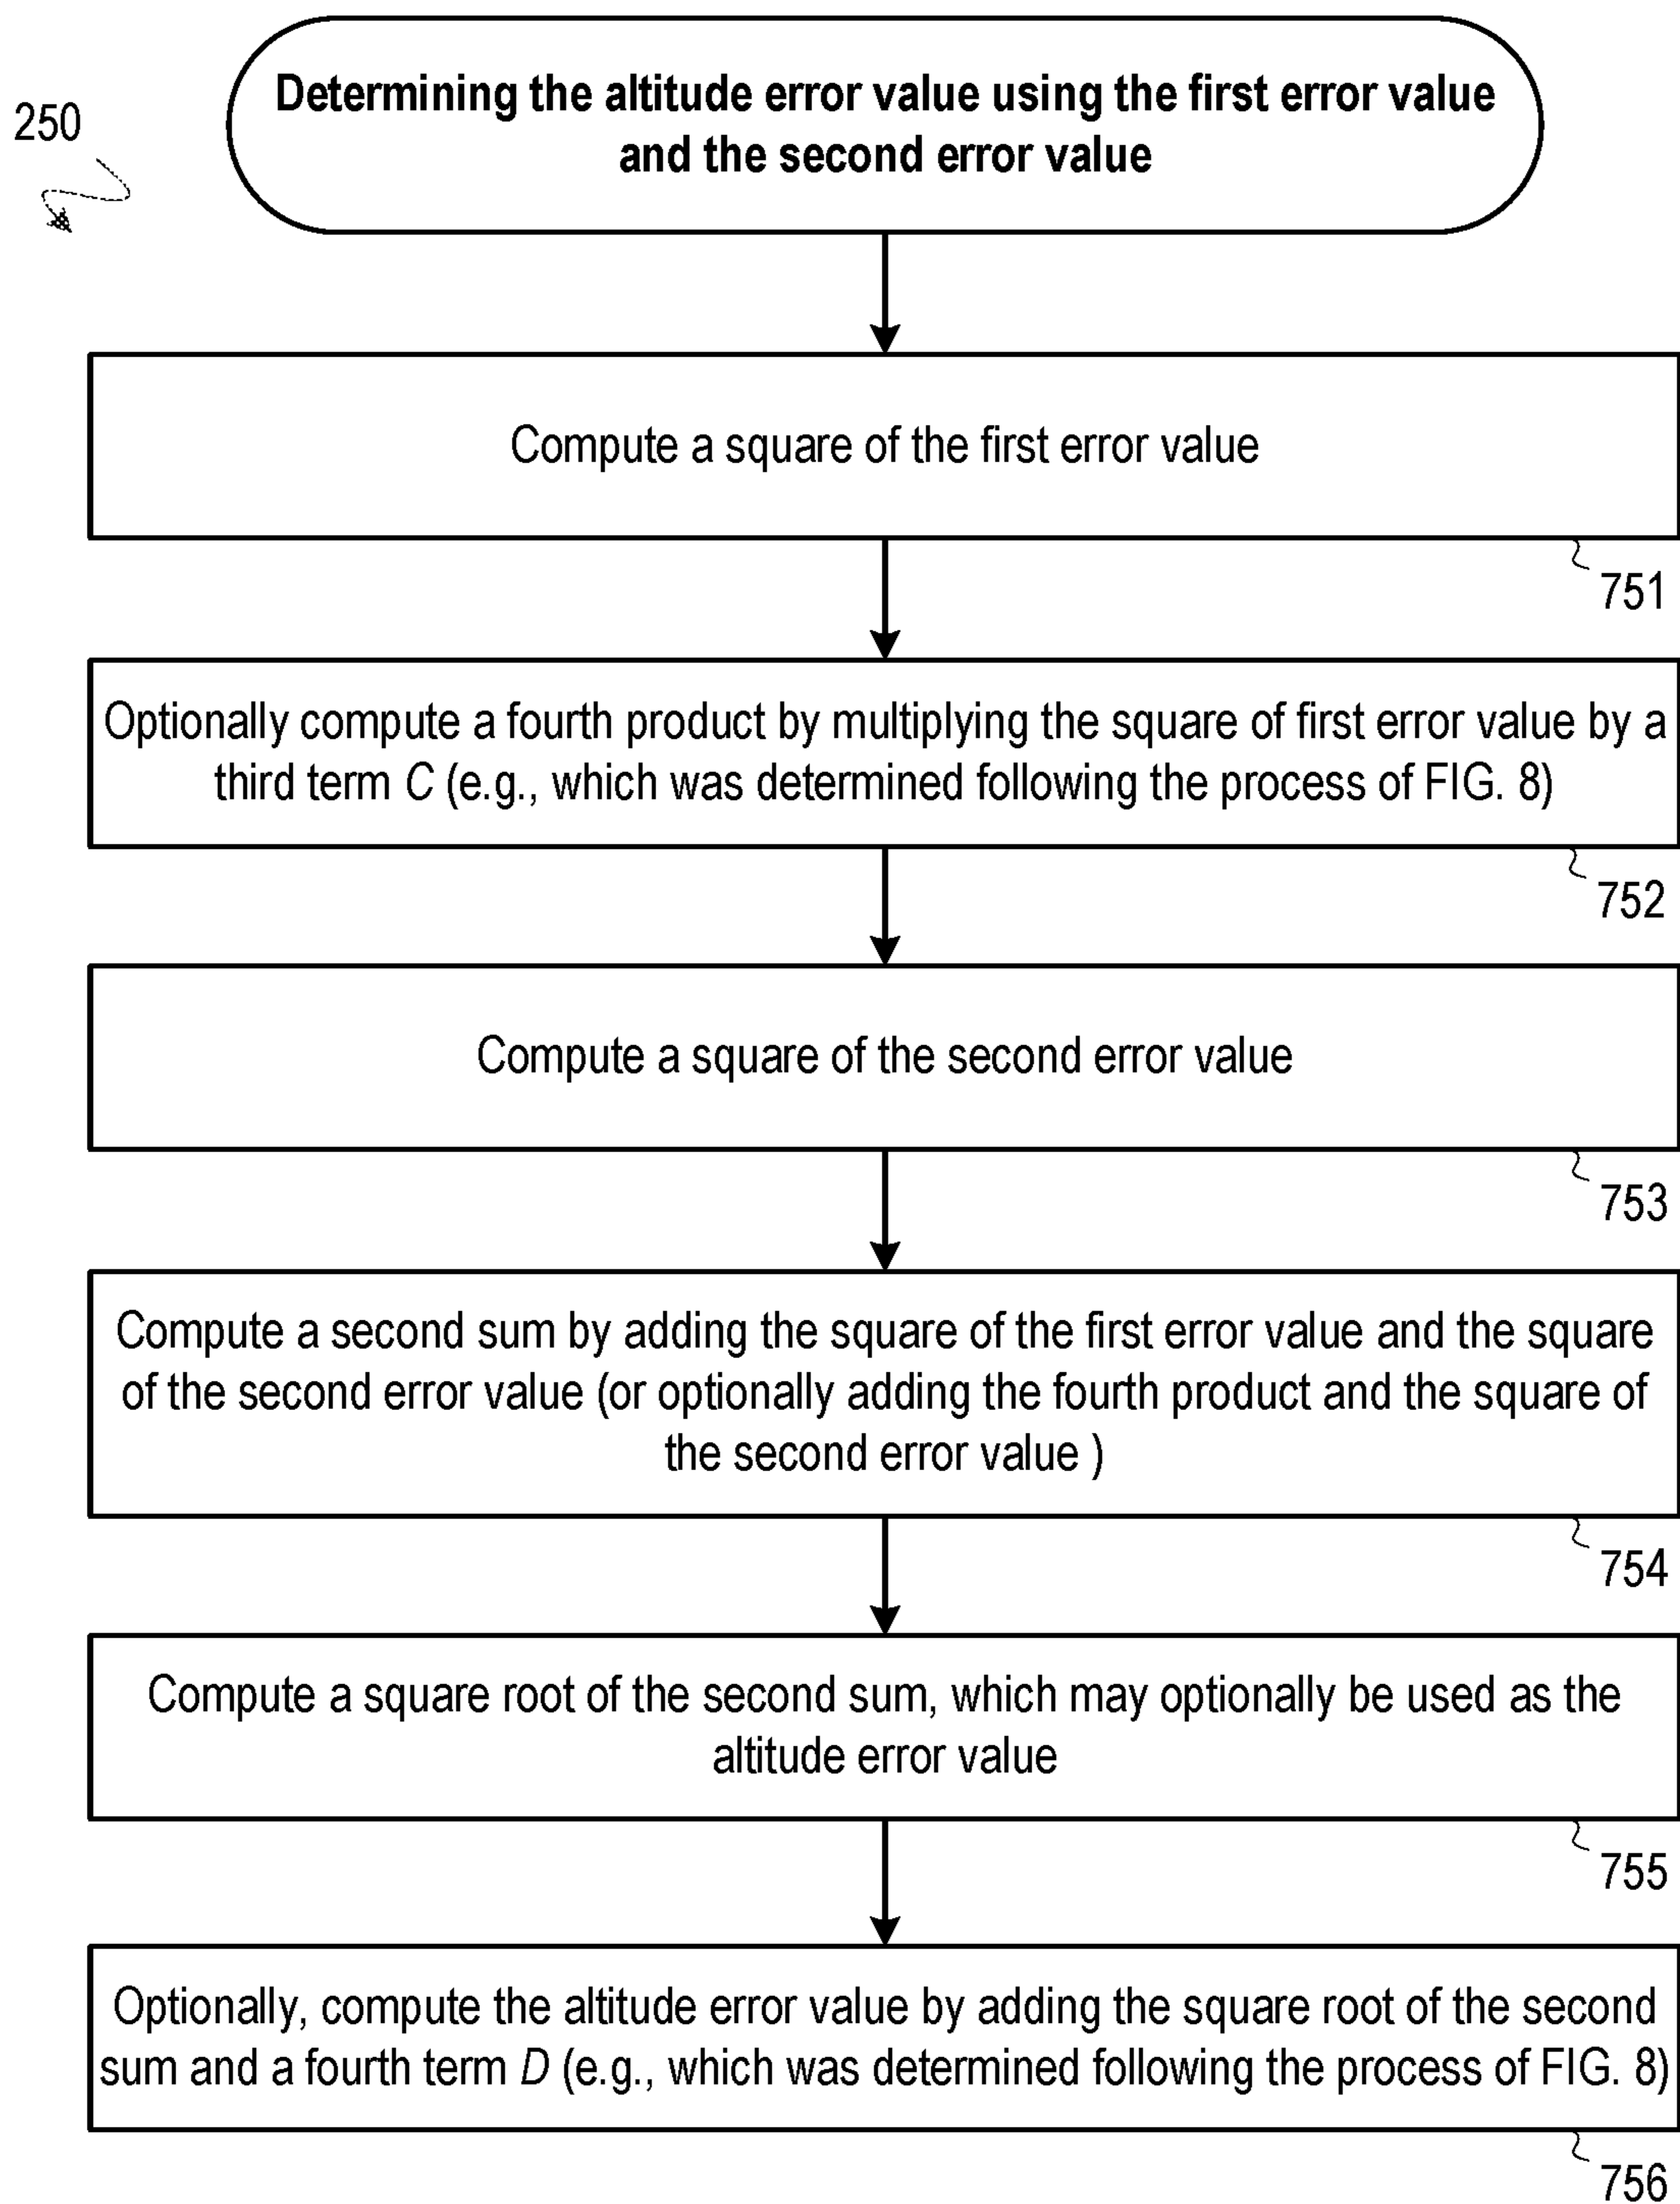 250
Determining the altitude error value using the first error value
and the second error value
Compute a square of the first error value
751
Optionally compute a fourth product by multiplying the square of first error value by a
third term C (e.g., which was determined following the process of FIG. 8)
752
Compute a square of the second error value
753
Compute a second sum by adding the square of the first error value and the square
of the second error value (or optionally adding the fourth product and the square of
the second error value )
754
Compute a square root of the second sum, which may optionally be used as the
altitude error value
755
Optionally, compute the altitude error value by adding the square root of the second
sum and a fourth term D (e.g., which was determined following the process of FIG. 8)
756